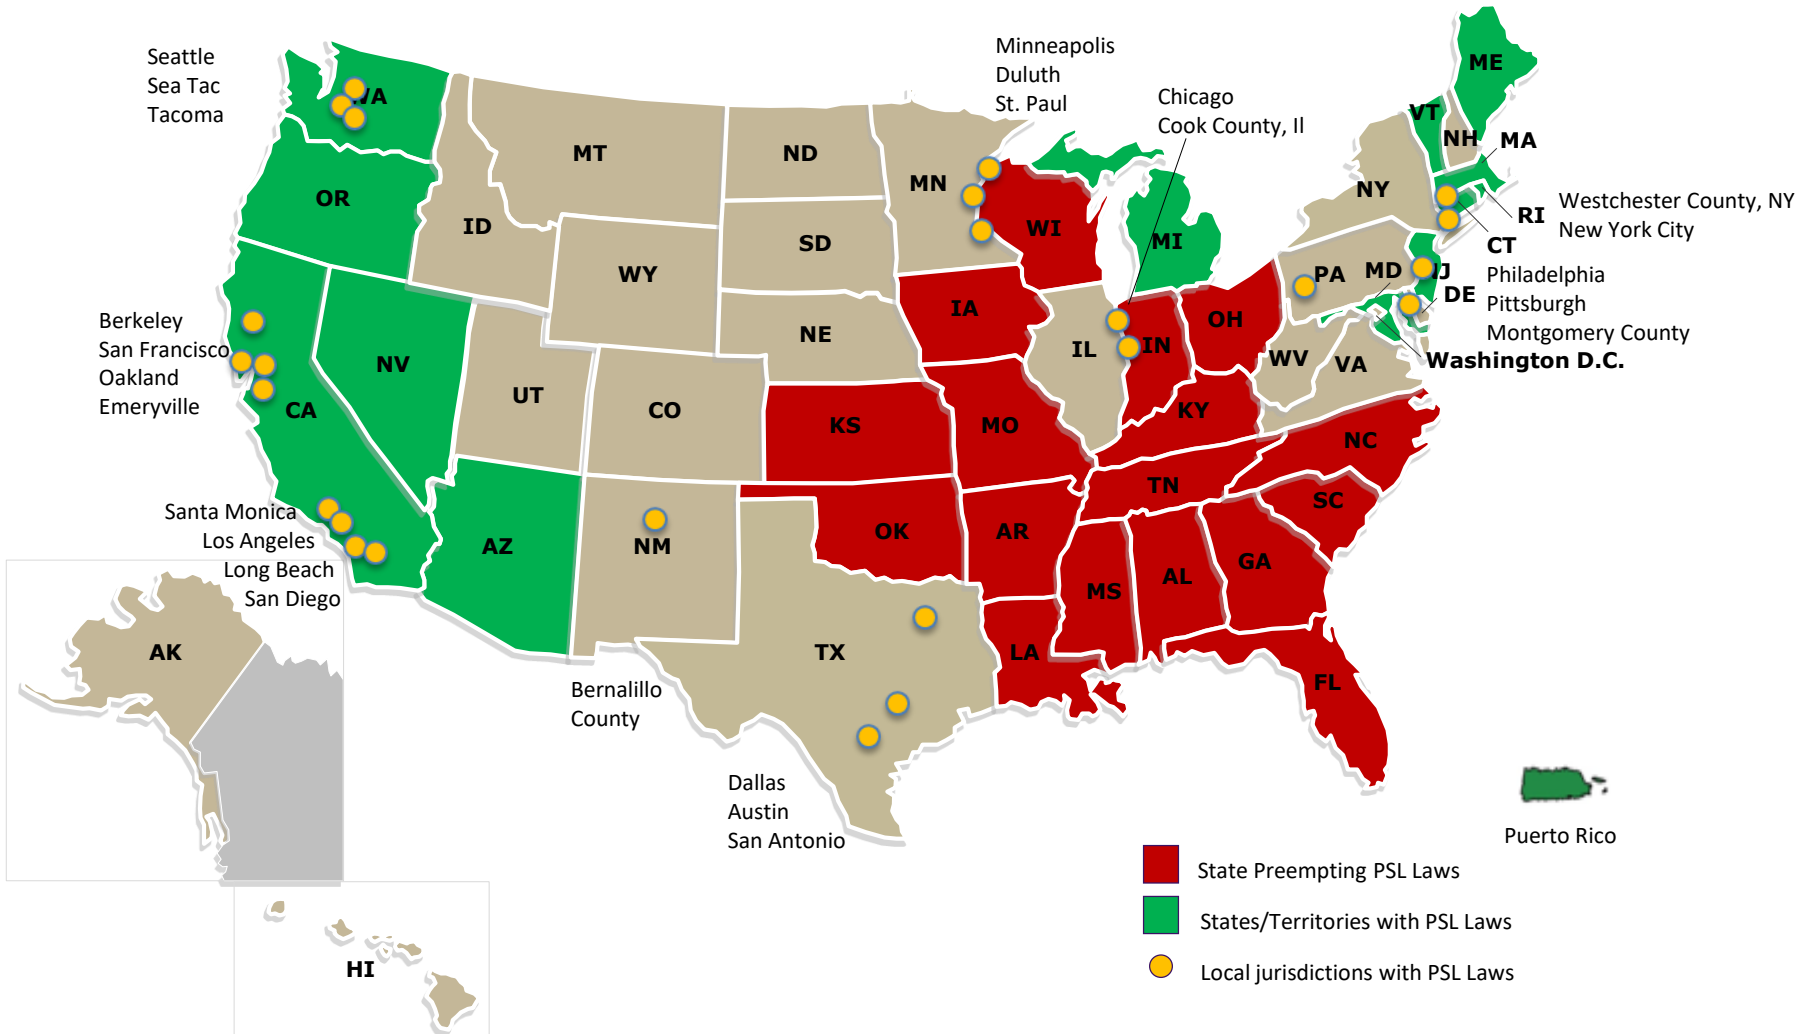 Seattle
Sea Tac
Tacoma
Minneapolis
Duluth
St. Paul
Chicago
Cook County, Il
ME
WA
VT
NH
MA
MT
ND
MN
OR
ID
SD
WI
MI
NY
RI
Westchester County, NY
New York City
CT
WY
PA
MD
NJ
DE
Philadelphia
Pittsburgh
Montgomery County
Washington D.C.
Berkeley
San Francisco
Oakland
Emeryville
NV
CA
UT
CO
NE
IA
IL
IN
OH
WV
VA
KS
MO
KY
NC
TN
SC
Santa Monica
Los Angeles
Long Beach
San Diego
AZ
NM
OK
AR
MS
AL
GA
AK
TX
LA
FL
Bernalillo
County
Dallas
Austin
San Antonio
Puerto Rico
HI
State Preempting PSL Laws
States/Territories with PSL Laws
Local jurisdictions with PSL Laws